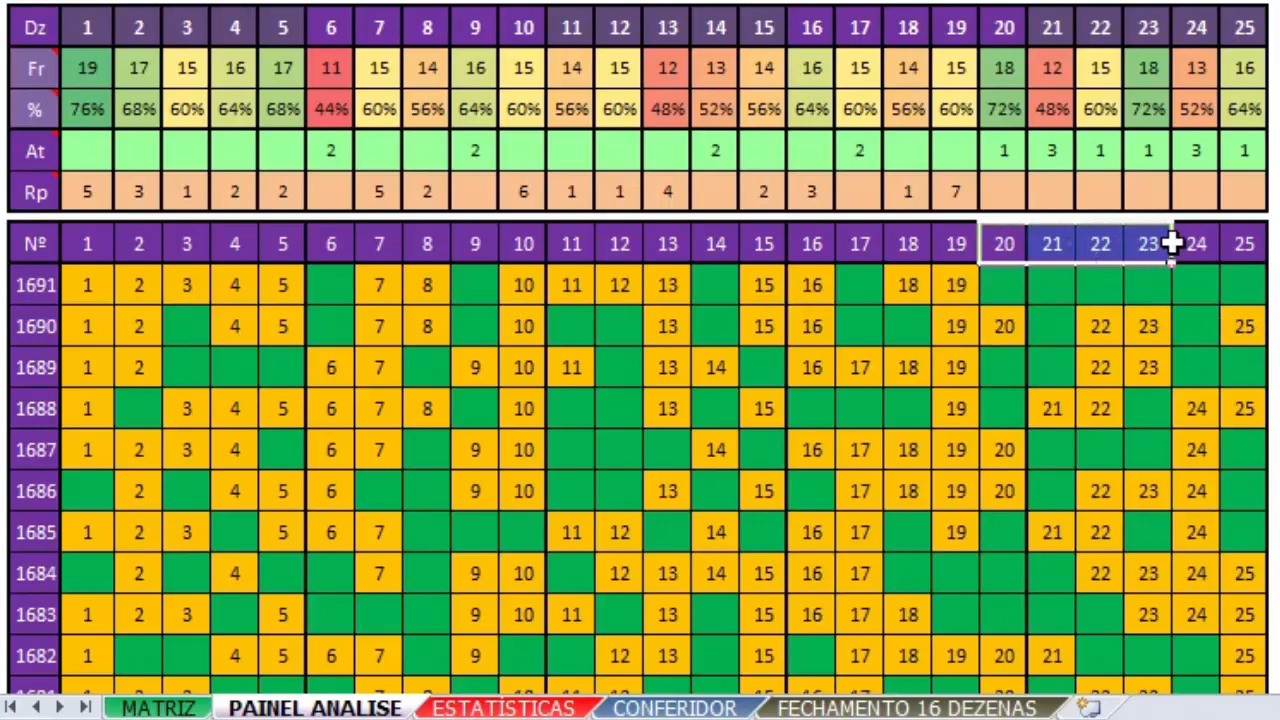 Dz 1 2 3 4 5 6 7 8 9 10 11 12 13 14 15 16 17 18 19 20 21 22 23 24 25
Fr 19 17 15 16 17 11 15 14 16 15 14 15 12 13 14 16 15 14 15 18 12 15 18 13 16
% 76% 68% 60% 64% 68% 44% 60% 56% 64% 60% 56% 60% 48% 52% 56% 64% 60% 56% 60% 72% 48% 60% 72% 52% 64%
At 2 2 2 2 1 3 1 1 3 1
Rp 5 3 1 2 2 5 2 6 1 1 4 2 3 1 7
Nº 1 2 3 4 5 6 7 8 9 10 11 12 13 14 15 16 17 18 19 20 21 22 23 24 25
1691 1 2 3 4 5 7 8 10 11 12 13 15 16 18 19
1690 1 2 4 5 7 8 10 13 15 16 19 20 22 23 25
1689 1 2 6 7 9 10 11 13 14 16 17 18 19 22 23
1688 1 3 4 5 6 7 8 10 13 15 19 21 22 24 25
1687 1 2 3 4 6 7 9 10 14 16 17 18 19 20 24
1686 2 4 5 6 9 10 13 15 17 18 19 20 22 23 24
1685 1 2 3 5 6 7 11 12 14 16 17 19 21 22 24
1684 2 4 7 9 10 12 13 14 15 16 17 22 23 24 25
1683 1 2 3 5 9 10 11 13 15 16 17 18 23 24 25
1682 1 4 5 6 7 9 12 13 15 17 18 19 20 21 25
MATRIZ PAINEL ANALISE ESTATÍSTICAS CONFERIDOR FECHAMENTO 16 DEZENAS